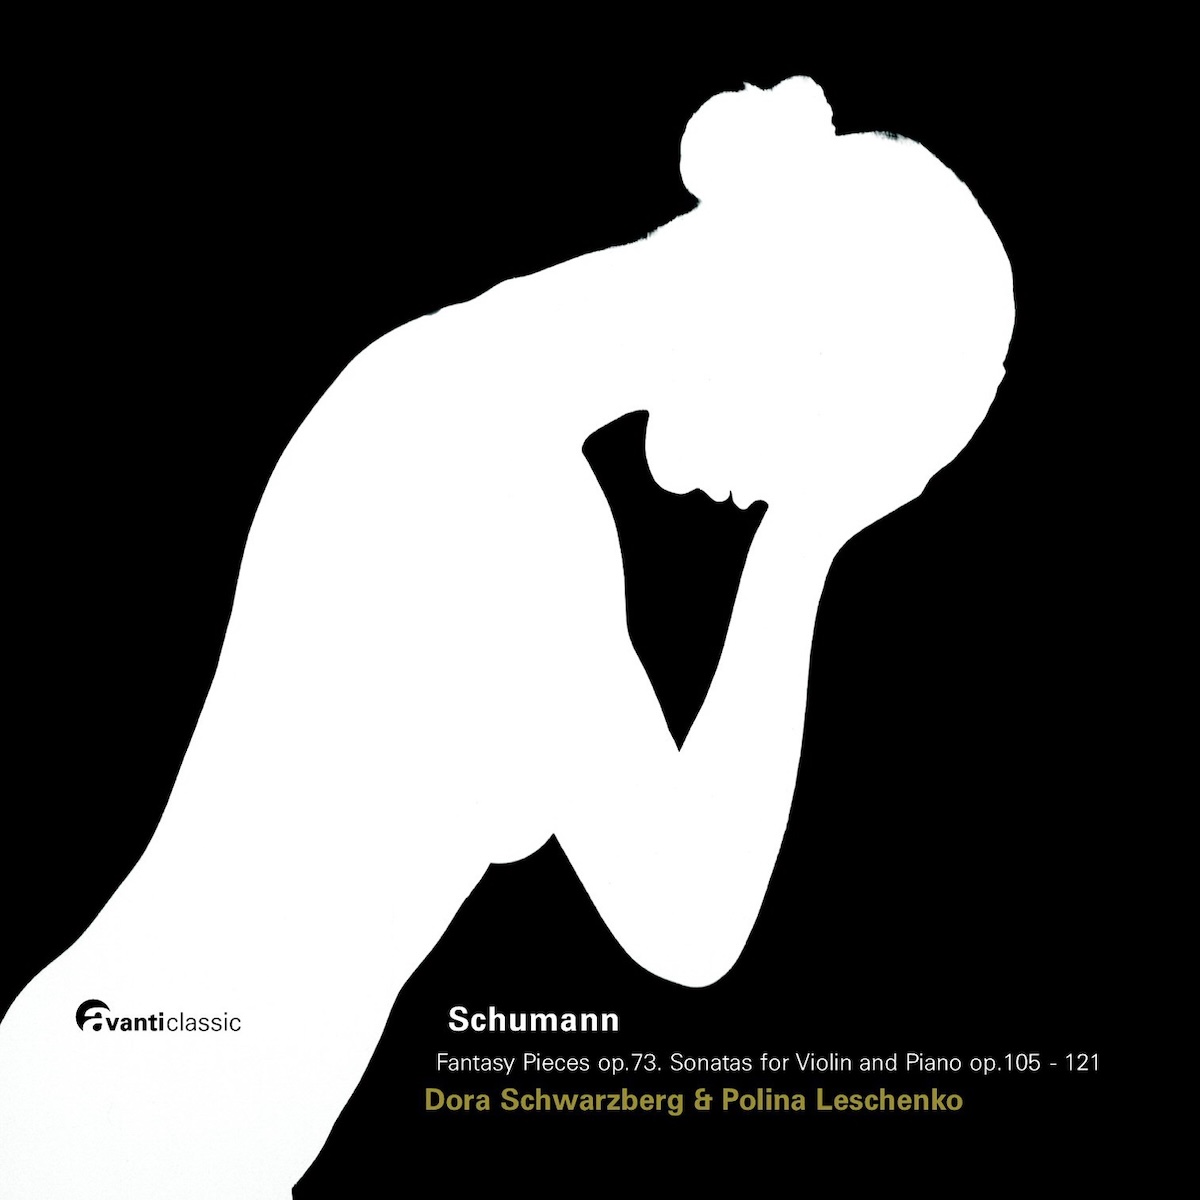 avanticlassic
Schumann
Fantasy Pieces op.73. Sonatas for Violin and Piano op.105 - 121
Dora Schwarzberg & Polina Leschenko